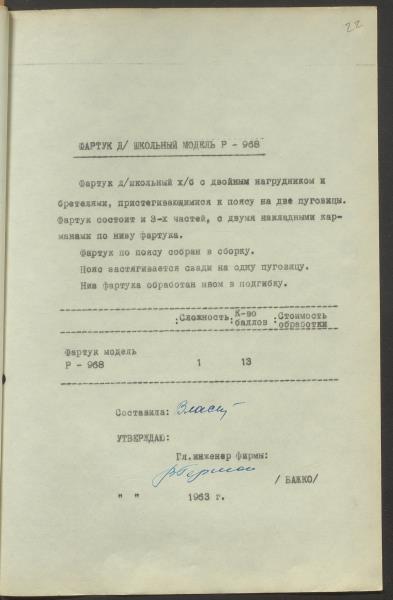 22
ФАРТУК Д/ ШКОЛЬНЫЙ МОДЕЛЬ Р - 968
Фартук д/школьный х/б с двойным нагрудником и
бретелями, пристегивающимися к поясу на две пуговицы.
Фартук состоит и 3-х частей, с двумя накладными кар-
манами по низу фартука.
Фартук по поясу собран в сборку.
Пояс застягивается сзади на одну пуговицу.
Низ фартука обработан швом в подгибку.
:Сложность: К-во баллов :Стоимость обработки
Фартук модель
Р - 968 1 13
Составила:
УТВЕРЖДАЮ:
Гл.инженер фирмы:
/ БАЖКО/
" " 1963 г.